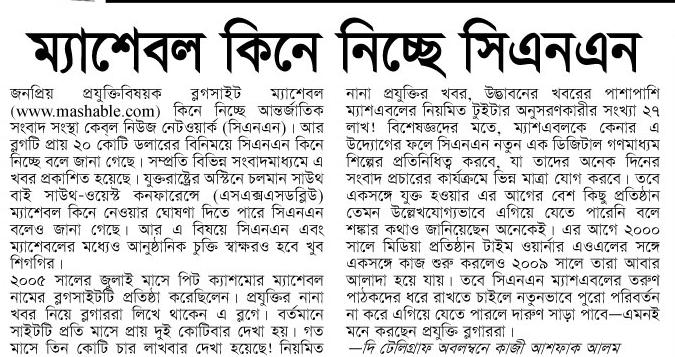 ম্যাশেবল কিনে নিচ্ছে সিএনএন
জনপ্রিয় প্রযুক্তিবিষয়ক ব্লগসাইট ম্যাশেবল
(www.mashable.com) কিনে নিচ্ছে আন্তর্জাতিক
সংবাদ সংস্থা কেব্‌ল নিউজ নেটওয়ার্ক (সিএনএন)। আর
ব্লগটি প্রায় ২০ কোটি ডলারের বিনিময়ে সিএনএন কিনে
নিচ্ছে বলে জানা গেছে। সম্প্রতি বিভিন্ন সংবাদমাধ্যমে এ
খবর প্রকাশিত হয়েছে। যুক্তরাষ্ট্রের অস্টিনে চলমান সাউথ
বাই সাউথ-ওয়েস্ট কনফারেন্সে (এসএক্সএসডব্লিউ)
ম্যাশেবল কিনে নেওয়ার ঘোষণা দিতে পারে সিএনএন
বলেও জানা গেছে। আর এ বিষয়ে সিএনএন এবং
ম্যাশেবলের মধ্যেও আনুষ্ঠানিক চুক্তি স্বাক্ষরও হবে খুব
শিগগির।
২০০৫ সালের জুলাই মাসে পিট ক্যাশমোর ম্যাশেবল
নামের ব্লগসাইটটি প্রতিষ্ঠা করেছিলেন। প্রযুক্তির নানা
খবর নিয়ে ব্লগাররা লিখে থাকেন এ ব্লগে। বর্তমানে
সাইটটি প্রতি মাসে প্রায় দুই কোটিবার দেখা হয়। গত
মাসে তিন কোটি চার লাখবার দেখা হয়েছে! নিয়মিত
নানা প্রযুক্তির খবর, উদ্ভাবনের খবরের পাশাপাশি
ম্যাশএবলের নিয়মিত টুইটার অনুসরণকারীর সংখ্যা ২৭
লাখ! বিশেষজ্ঞদের মতে, ম্যাশএবলকে কেনার এ
উদ্যোগের ফলে সিএনএন নতুন এক ডিজিটাল গণমাধ্যম
শিল্পের প্রতিনিধিত্ব করবে, যা তাদের অনেক দিনের
সংবাদ প্রচারের কার্যক্রমে ভিন্ন মাত্রা যোগ করবে। তবে
একসঙ্গে যুক্ত হওয়ার এর আগের বেশ কিছু প্রতিষ্ঠান
তেমন উল্লেখযোগ্যভাবে এগিয়ে যেতে পারেনি বলে
শঙ্কার কথাও জানিয়েছেন অনেকেই। এর আগে ২০০০
সালে মিডিয়া প্রতিষ্ঠান টাইম ওয়ার্নার এওএলের সঙ্গে
একসঙ্গে কাজ শুরু করলেও ২০০৯ সালে তারা আবার
আলাদা হয়ে যায়। তবে সিএনএন ম্যাশএবলের তরুণ
পাঠকদের ধরে রাখতে চাইলে নতুনভাবে পুরো পরিবর্তন
না করে এগিয়ে যেতে পারলে দারুণ সাড়া পাবে—এমনই
মনে করছেন প্রযুক্তি ব্লগাররা।
—দি টেলিগ্রাফ অবলম্বনে কাজী আশফাক আলম